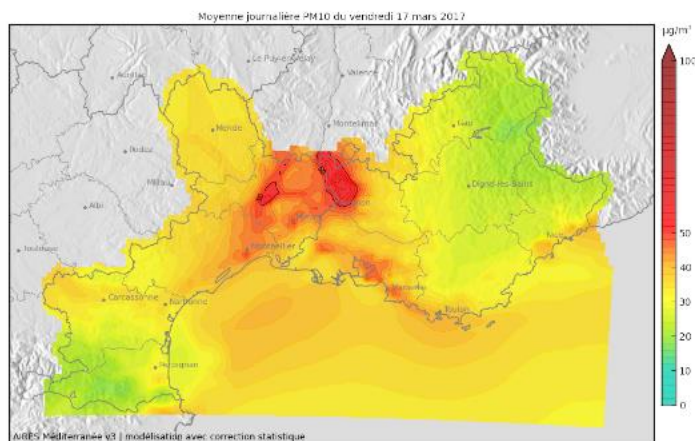 Moyenne journalière PM10 du vendredi 17 mars 2017
µg/m³
Le Puy-en-Velay
Aurillac
Valence
100
Montelimar
Gap
Mende
Rodez
Millau
Digne-les-Bains
Albi
Nimes
50
Toulouse
Montpellier
Nice
40
Marseille
Carcassonne
Narbonne
30
Toulon
20
Perpignan
10
0
AIRES Méditerranée v3 | modélisation avec correction statistique